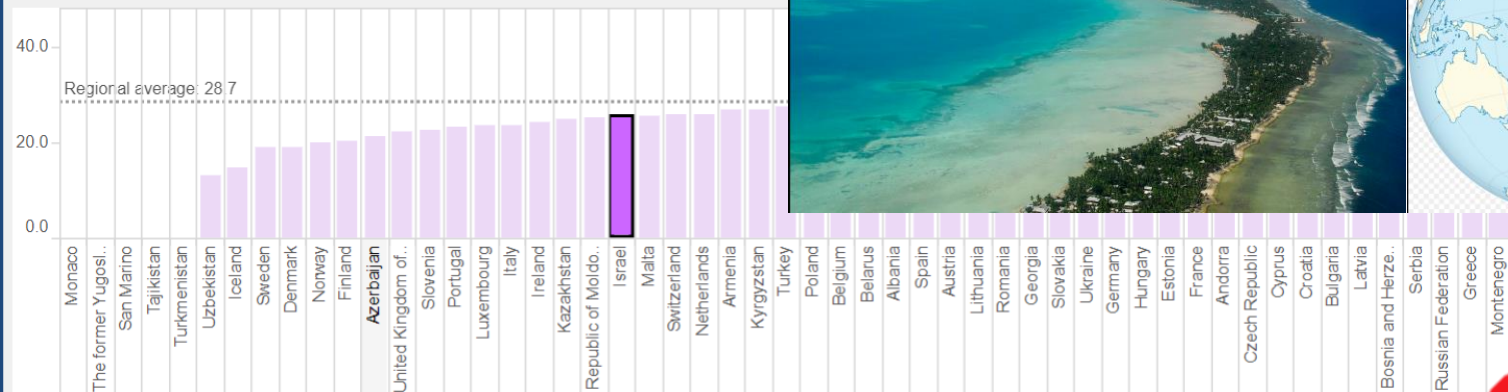 40.0
Regional average: 28.7
20.0
0.0
Monaco
The former Yugosl..
San Marino
Tajikistan
Turkmenistan
Uzbekistan
Iceland
Sweden
Denmark
Norway
Finland
Azerbaijan
United Kingdom of..
Slovenia
Portugal
Luxembourg
Italy
Ireland
Kazakhstan
Republic of Moldo..
Israel
Malta
Switzerland
Netherlands
Armenia
Kyrgyzstan
Turkey
Poland
Belgium
Belarus
Albania
Spain
Austria
Lithuania
Romania
Georgia
Slovakia
Ukraine
Germany
Hungary
Estonia
France
Andorra
Czech Republic
Cyprus
Croatia
Bulgaria
Latvia
Bosnia and Herze..
Serbia
Russian Federation
Greece
Montenegro